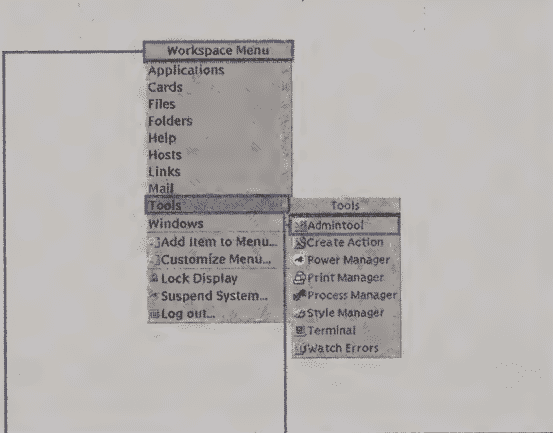 Workspace Menu
Applications
Cards
Files
Folders
Help
Hosts
Links
Mail
Tools
Windows
Add Item to Menu...
Customize Menu...
Lock Display
Suspend System...
Log out...
Tools
Admintool
Create Action
Power Manager
Print Manager
Process Manager
Style Manager
Terminal
Watch Errors